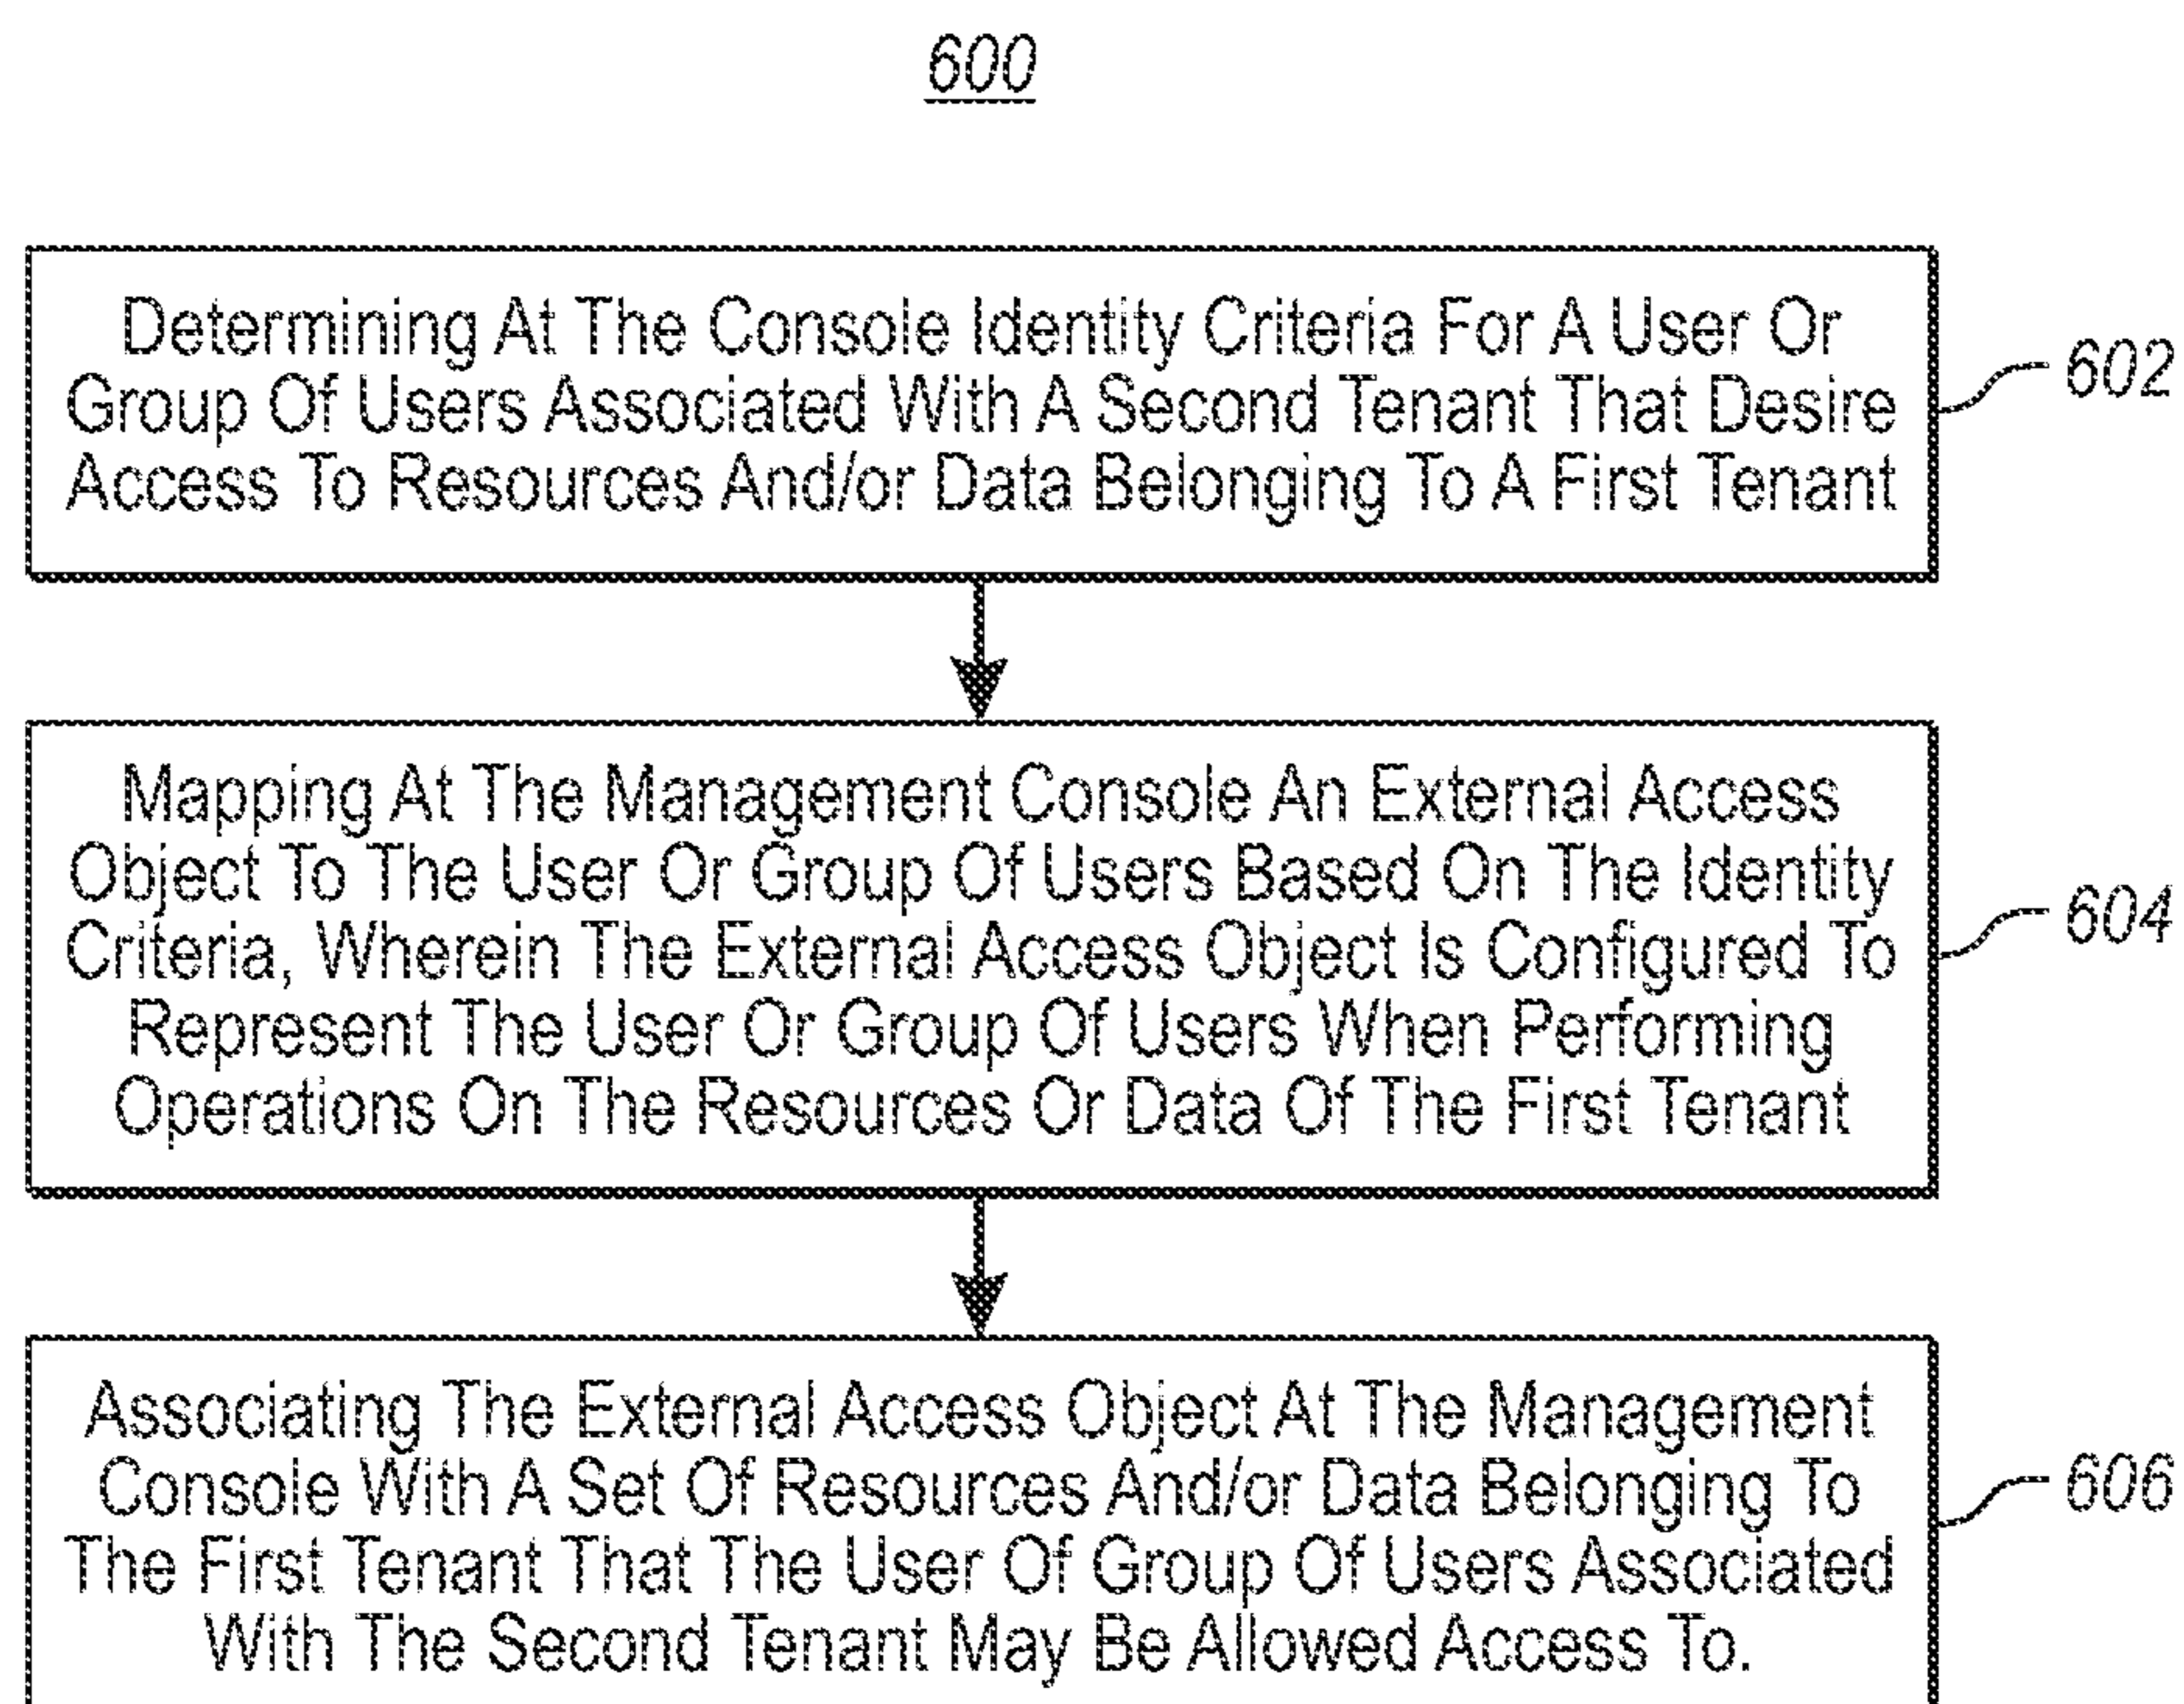 600
Determining At The Console Identity Criteria For A User Or
Group Of Users Associated With A Second Tenant That Desire
Access To Resources And/or Data Belonging To A First Tenant
602
Mapping At The Management Console An External Access
Object To The User Or Group Of Users Based On The Identity
Criteria, Wherein The External Access Object Is Configured To
Represent The User Or Group Of Users When Performing
Operations On The Resources Or Data Of The First Tenant
604
Associating The External Access Object At The Management
Console With A Set Of Resources And/or Data Belonging To
The First Tenant That The User Of Group Of Users Associated
With The Second Tenant May Be Allowed Access To.
606